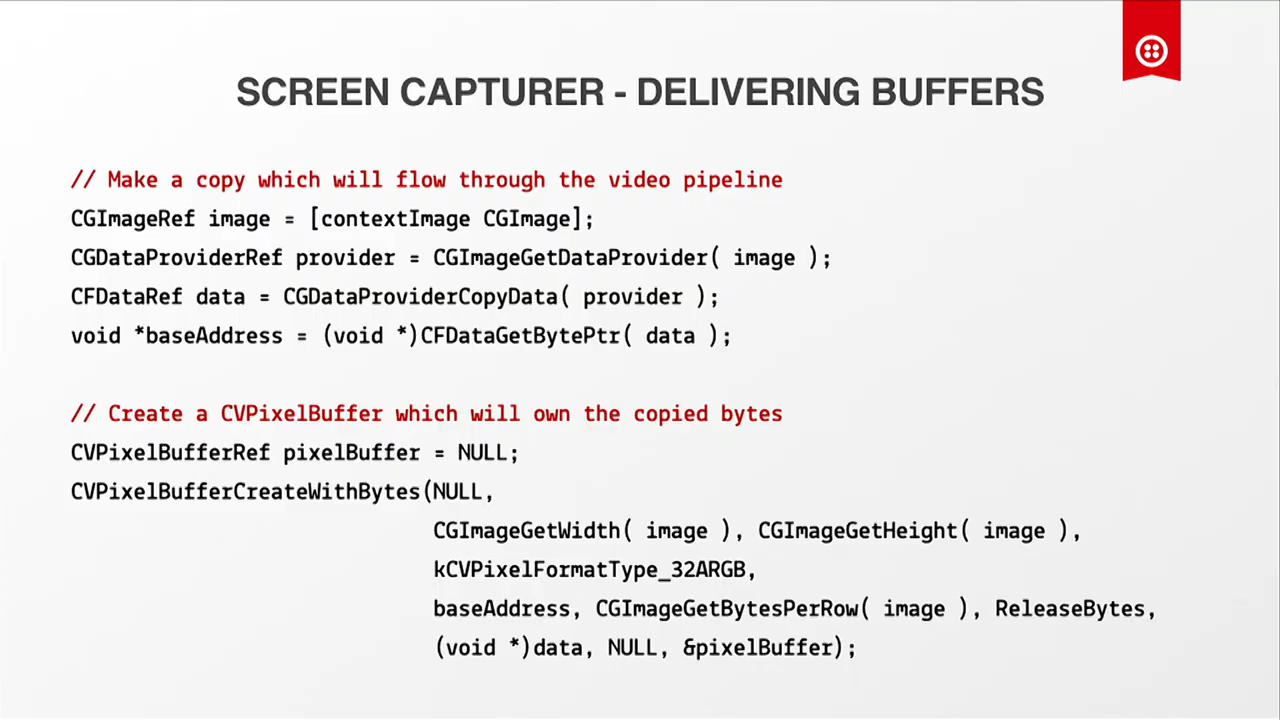 SCREEN CAPTURER - DELIVERING BUFFERS
// Make a copy which will flow through the video pipeline
CGImageRef image = [contextImage CGImage];
CGDataProviderRef provider = CGImageGetDataProvider( image );
CFDataRef data = CGDataProviderCopyData( provider );
void *baseAddress = (void *)CFDataGetBytePtr( data );
// Create a CVPixelBuffer which will own the copied bytes
CVPixelBufferRef pixelBuffer = NULL;
CVPixelBufferCreateWithBytes(NULL,
CGImageGetWidth( image ), CGImageGetHeight( image ),
kCVPixelFormatType_32ARGB,
baseAddress, CGImageGetBytesPerRow( image ), ReleaseBytes,
(void *)data, NULL, &pixelBuffer);